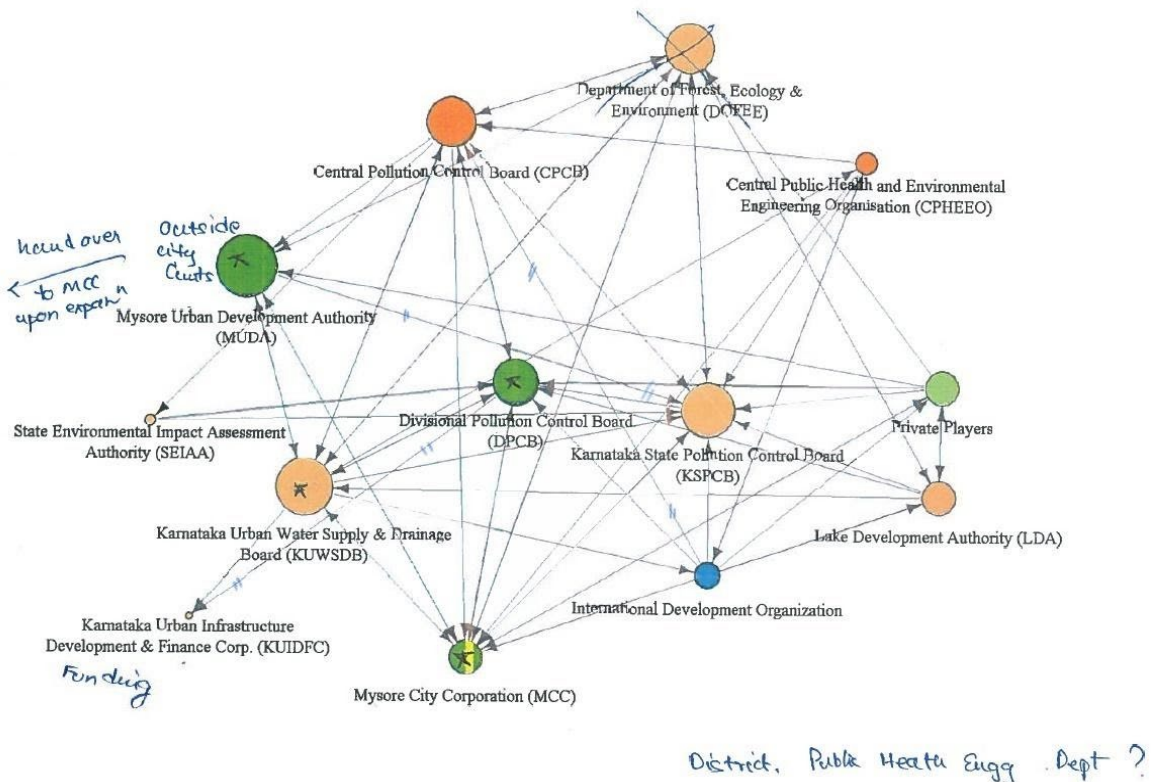 Department of Forest, Ecology &
Environment (DOFEE)
Central Pollution Control Board (CPCB)
Central Public Health and Environmental
Engineering Organisation (CPHEEO)
hand over
to MCC
upon expan n
Outside
city
Mysore Urban Development Authority
(MUDA)
Divisional Pollution Control Board
(DPCB)
State Environmental Impact Assessment
Authority (SEIAA)
Karnataka State Pollution Control Board
(KSPCB)
Private Players
Karnataka Urban Water Supply & Drainage
Board (KUWSDB)
Lake Development Authority (LDA)
International Development Organization
Karnataka Urban Infrastructure
Development & Finance Corp. (KUIDFC)
Funding
Mysore City Corporation (MCC)
District. Public Heath Engg. Dept ?